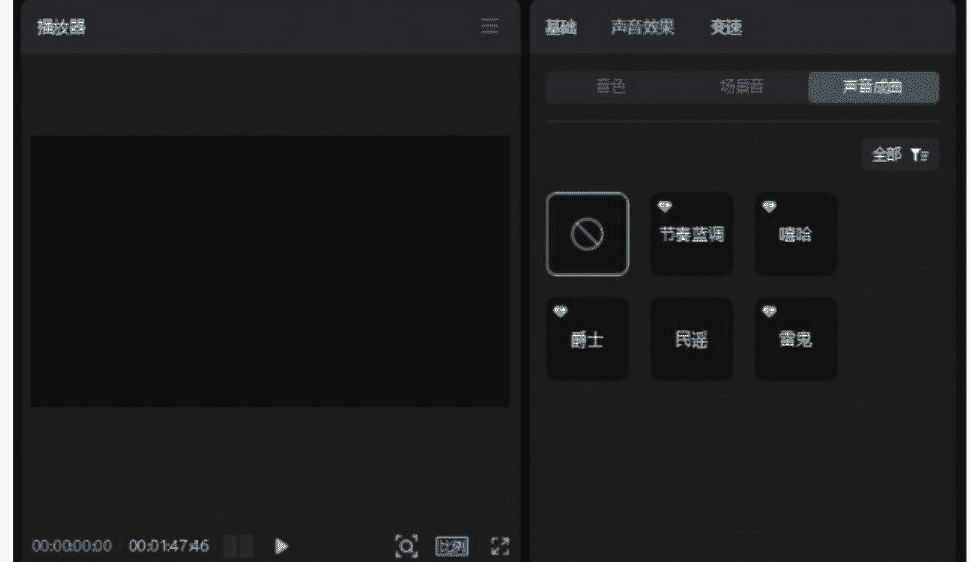 播放器
基础 声音效果 变速
音色 场景音 声音成曲
全部
节奏蓝调 嘻哈
爵士 民谣 雷鬼
00:00:00:00 / 00:01:47:46 比例